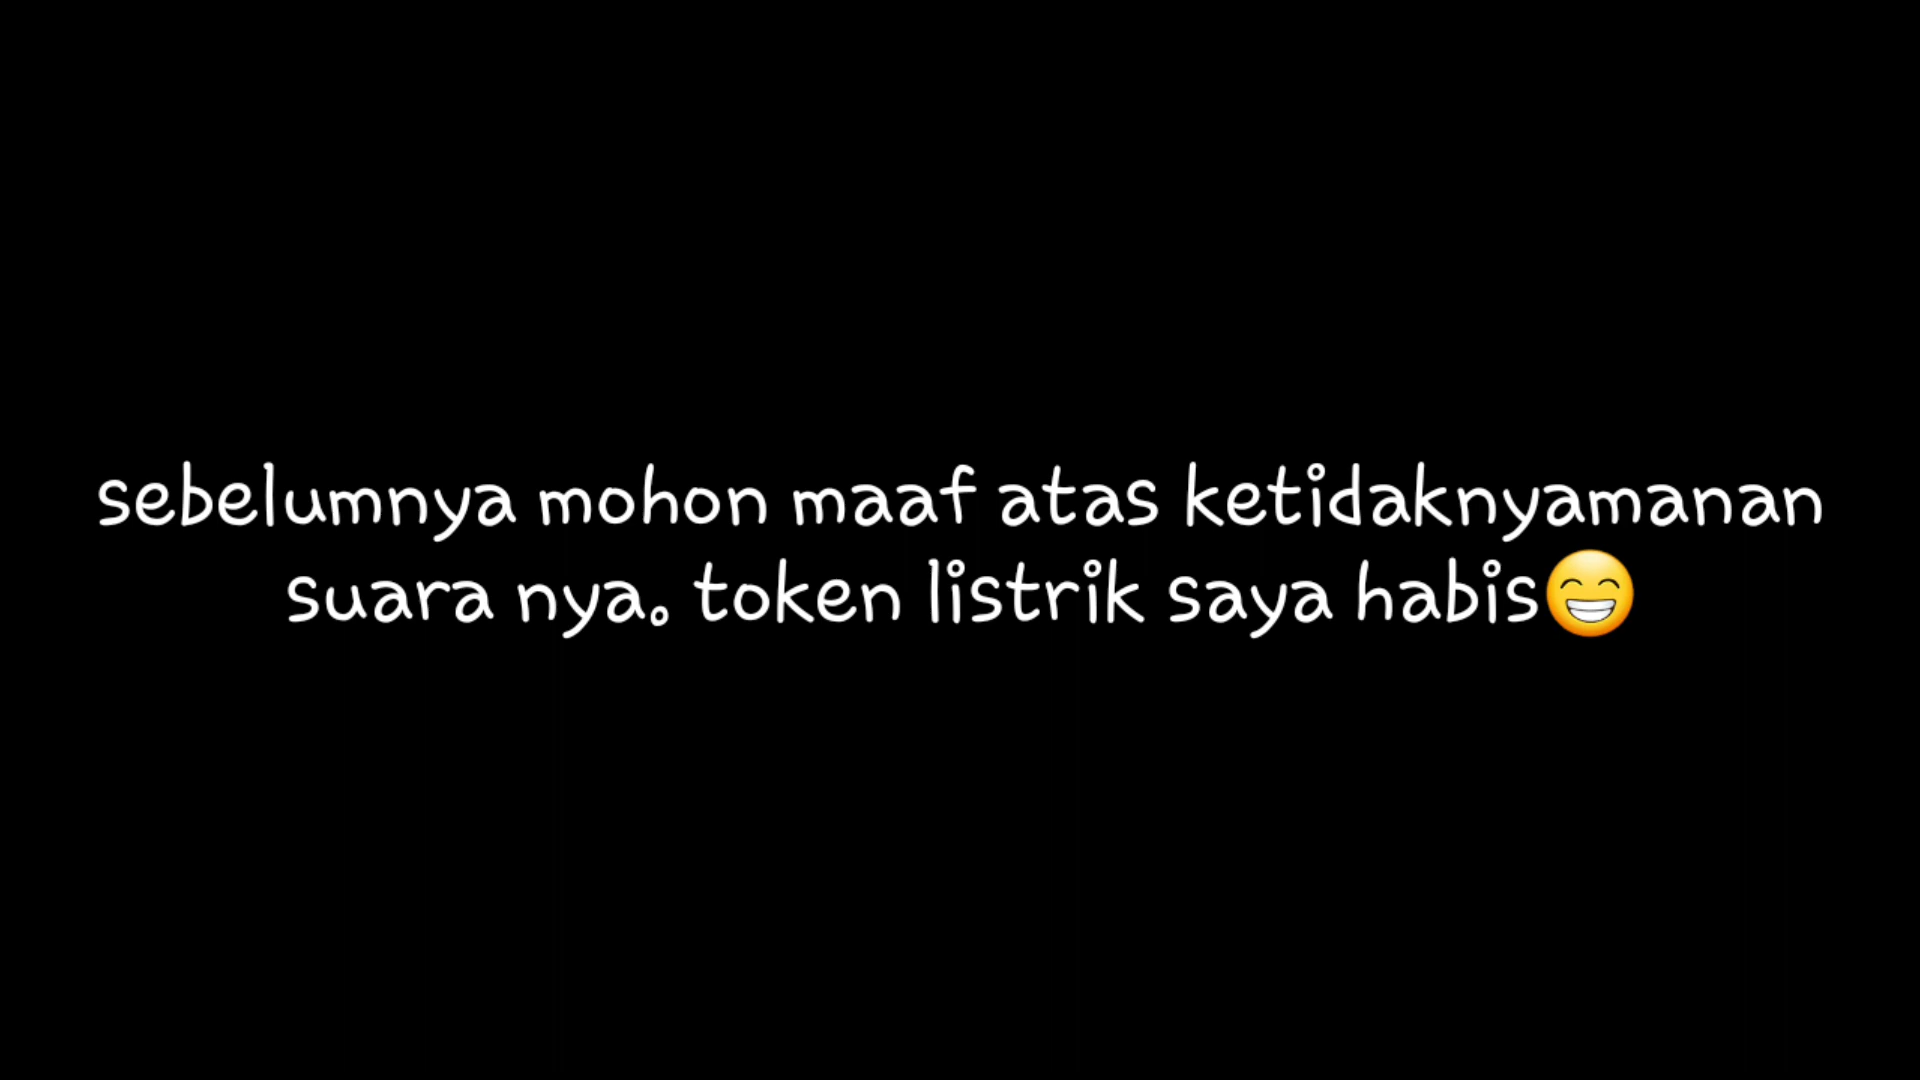 sebelumnya mohon maaf atas ketidaknyamanan
suara nya. token listrik saya habis😁